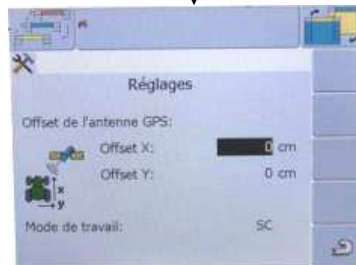 Réglages
Offset de l'antenne GPS:
Offset X: 0 cm
Offset Y: 0 cm
x
y
Mode de travail: SC